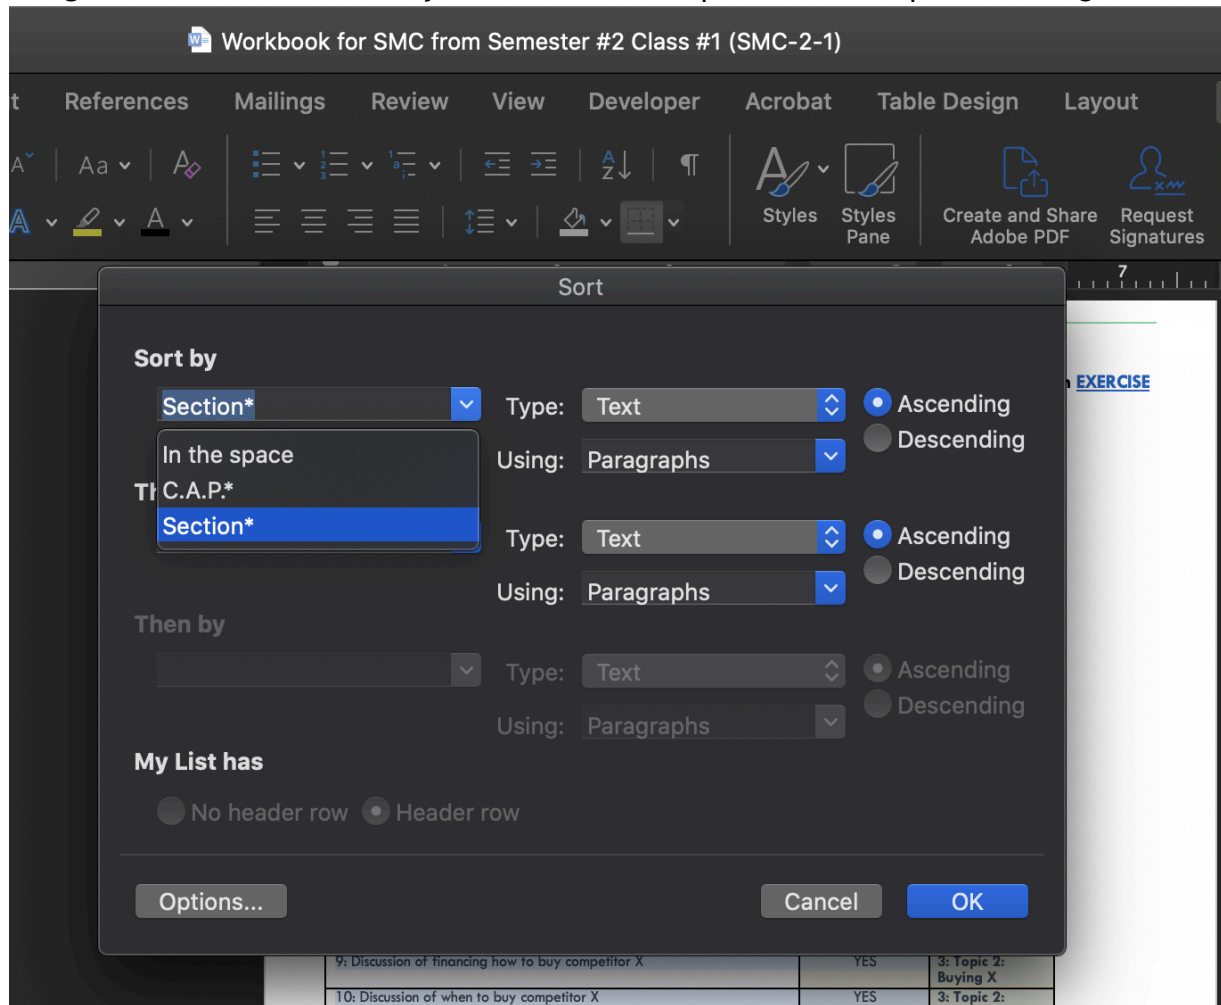 Workbook for SMC from Semester #2 Class #1 (SMC-2-1)
t References Mailings Review View Developer Acrobat Table Design Layout
A Aa A
A A
Styles Styles Pane
Create and Share Adobe PDF
Request Signatures
7
Sort
EXERCISE
Sort by
Section* Type: Text Ascending
Descending
In the space
Using: Paragraphs
Th C.A.P.*
Section*
Type: Text Ascending
Descending
Using: Paragraphs
Then by
Type: Text Ascending
Descending
Using: Paragraphs
My List has
No header row Header row
Options... Cancel OK
9: Discussion of financing how to buy competitor X YES 3: Topic 2:
Buying X
10: Discussion of when to buy competitor X YES 3: Topic 2: